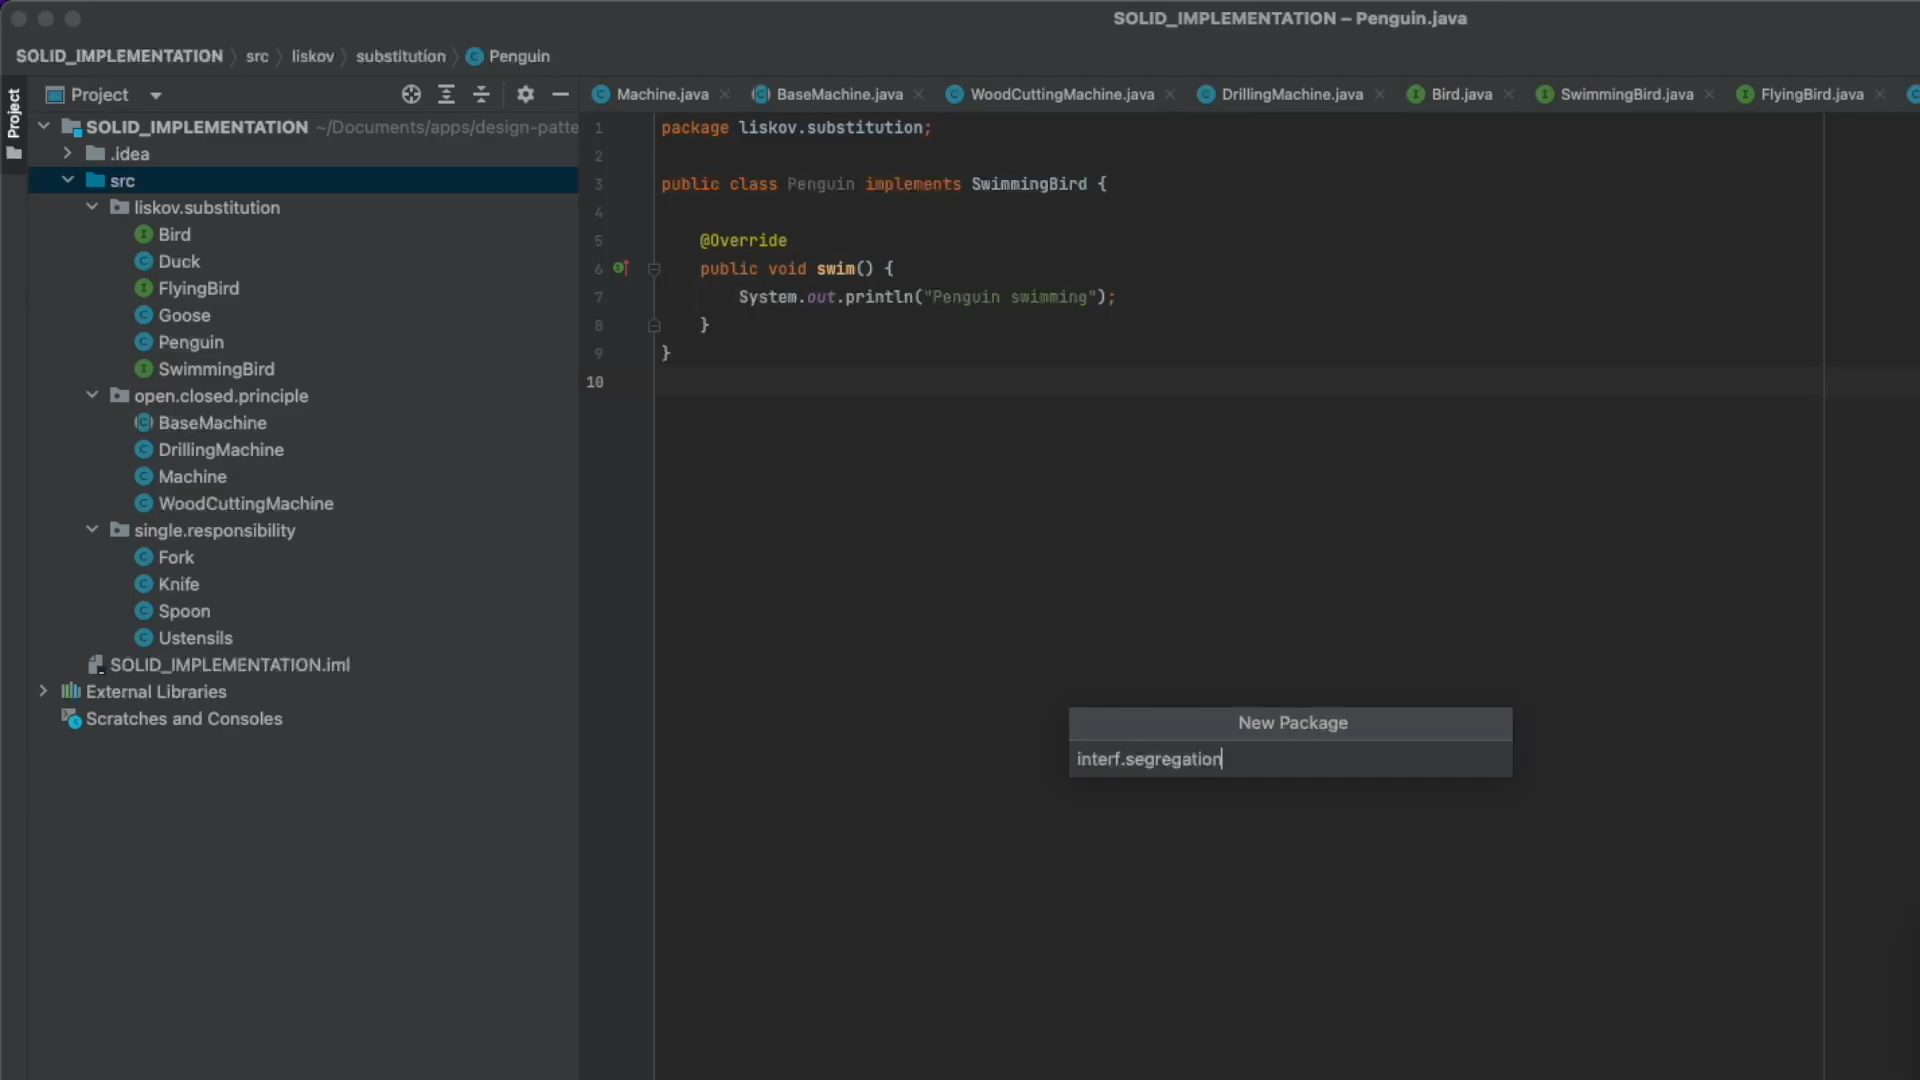 SOLID_IMPLEMENTATION – Penguin.java
SOLID_IMPLEMENTATION src liskov substitution Penguin
Project
Project
Machine.java BaseMachine.java WoodCuttingMachine.java DrillingMachine.java Bird.java SwimmingBird.java FlyingBird.java
SOLID_IMPLEMENTATION ~/Documents/apps/design-patte
.idea
src
liskov.substitution
Bird
Duck
FlyingBird
Goose
Penguin
SwimmingBird
open.closed.principle
BaseMachine
DrillingMachine
Machine
WoodCuttingMachine
single.responsibility
Fork
Knife
Spoon
Ustensils
SOLID_IMPLEMENTATION.iml
External Libraries
Scratches and Consoles
1 package liskov.substitution;
2
3 public class Penguin implements SwimmingBird {
4
5 @Override
6 public void swim() {
7 System.out.println("Penguin swimming");
8 }
9 }
10
New Package
interf.segregation